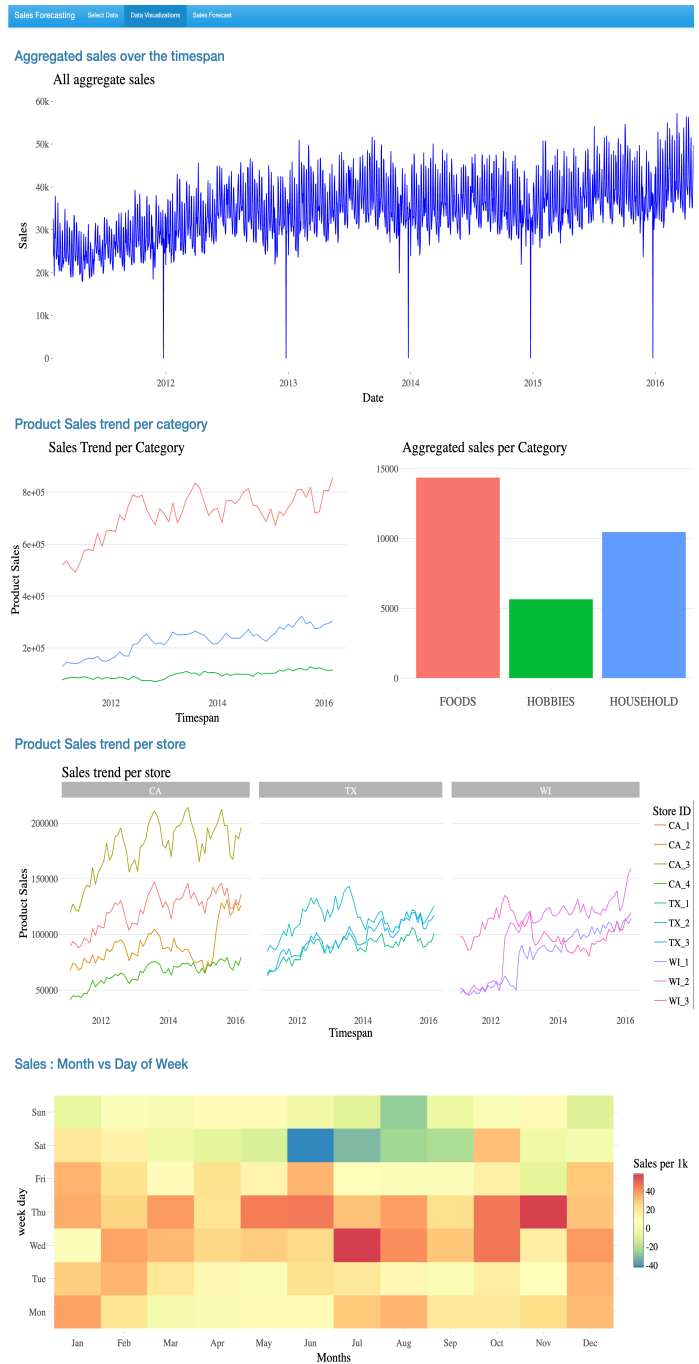 Sales Forecasting Select Data Data Visualizations Sales Forecast
Aggregated sales over the timespan
All aggregate sales
60k
50k
40k
30k
20k
10k
0
Sales
2012 2013 2014 2015 2016
Date
Product Sales trend per category
Sales Trend per Category
8e+05
6e+05
4e+05
2e+05
Product Sales
2012 2014 2016
Timespan
Aggregated sales per Category
15000
10000
5000
0
FOODS HOBBIES HOUSEHOLD
Product Sales trend per store
Sales trend per store
CA TX WI
200000
150000
100000
50000
Product Sales
2012 2014 2016 2012 2014 2016 2012 2014 2016
Timespan
Store ID
CA_1
CA_2
CA_3
CA_4
TX_1
TX_2
TX_3
WI_1
WI_2
WI_3
Sales : Month vs Day of Week
Sun
Sat
Fri
Thu
Wed
Tue
Mon
week day
Jan Feb Mar Apr May Jun Jul Aug Sep Oct Nov Dec
Months
Sales per 1k
40
20
0
-20
-40